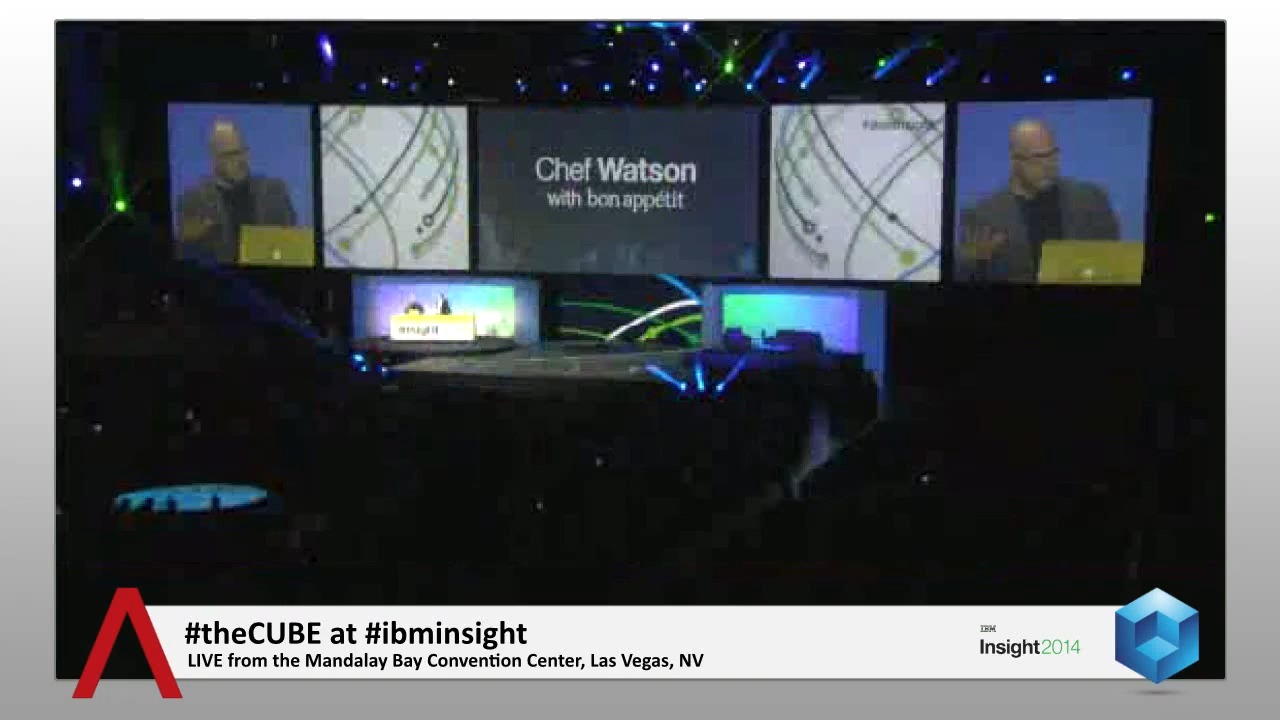 Chef Watson
with bon appétit
#theCUBE at #ibminsight
LIVE from the Mandalay Bay Convention Center, Las Vegas, NV
IBM
Insight2014